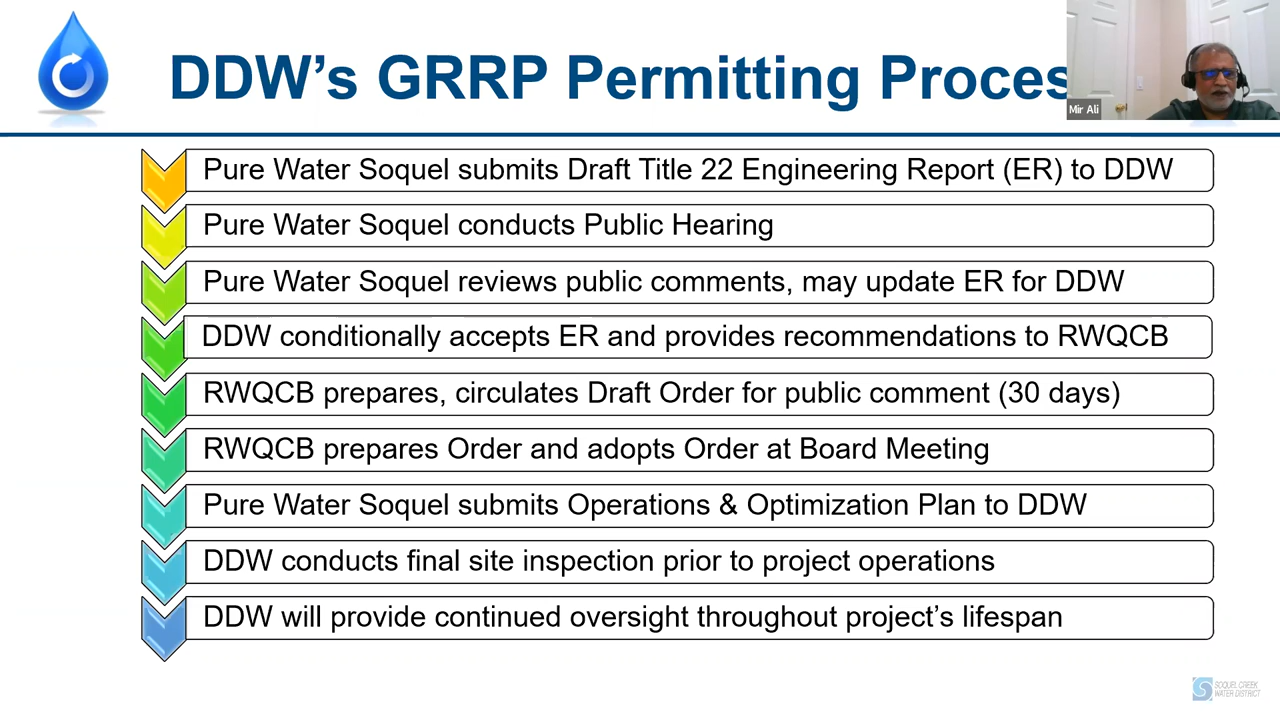 DDW's GRRP Permitting Proces
Mir Ali
Pure Water Soquel submits Draft Title 22 Engineering Report (ER) to DDW
Pure Water Soquel conducts Public Hearing
Pure Water Soquel reviews public comments, may update ER for DDW
DDW conditionally accepts ER and provides recommendations to RWQCB
RWQCB prepares, circulates Draft Order for public comment (30 days)
RWQCB prepares Order and adopts Order at Board Meeting
Pure Water Soquel submits Operations & Optimization Plan to DDW
DDW conducts final site inspection prior to project operations
DDW will provide continued oversight throughout project's lifespan
SOQUEL CREEK
WATER DISTRICT